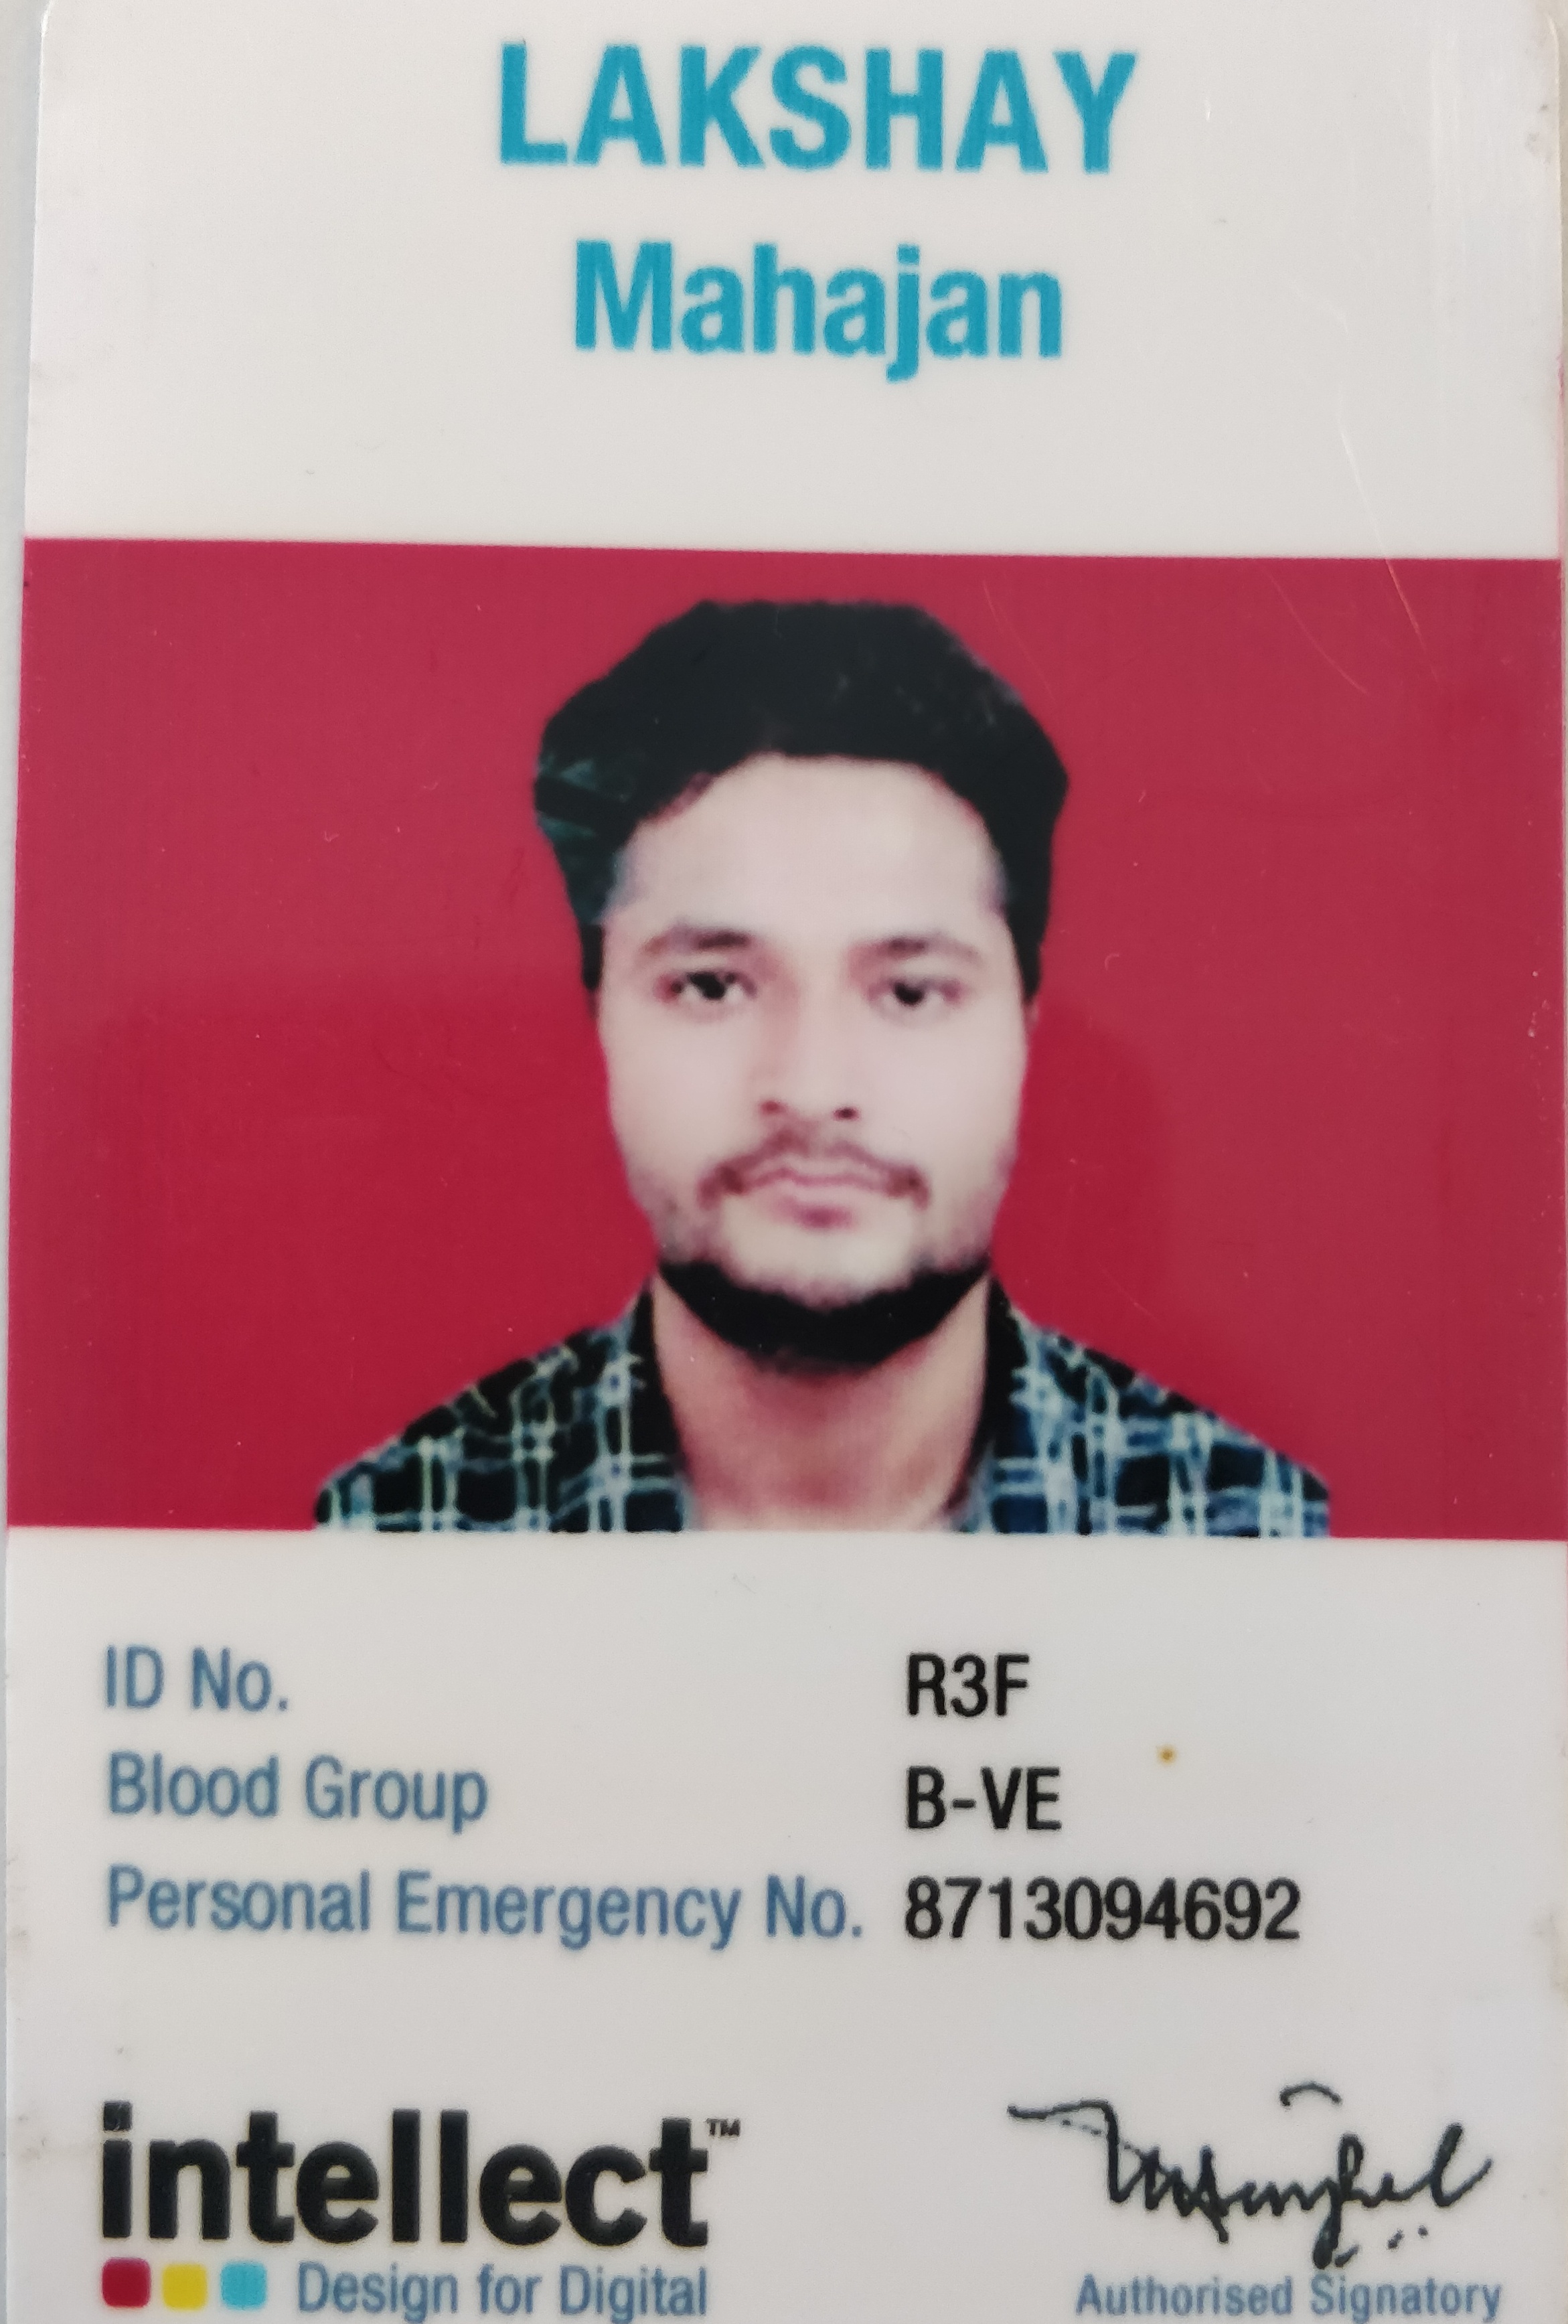 LAKSHAY
Mahajan
ID No. R3F
Blood Group B-VE
Personal Emergency No. 8713094692
intellect™
Design for Digital
Authorised Signatory